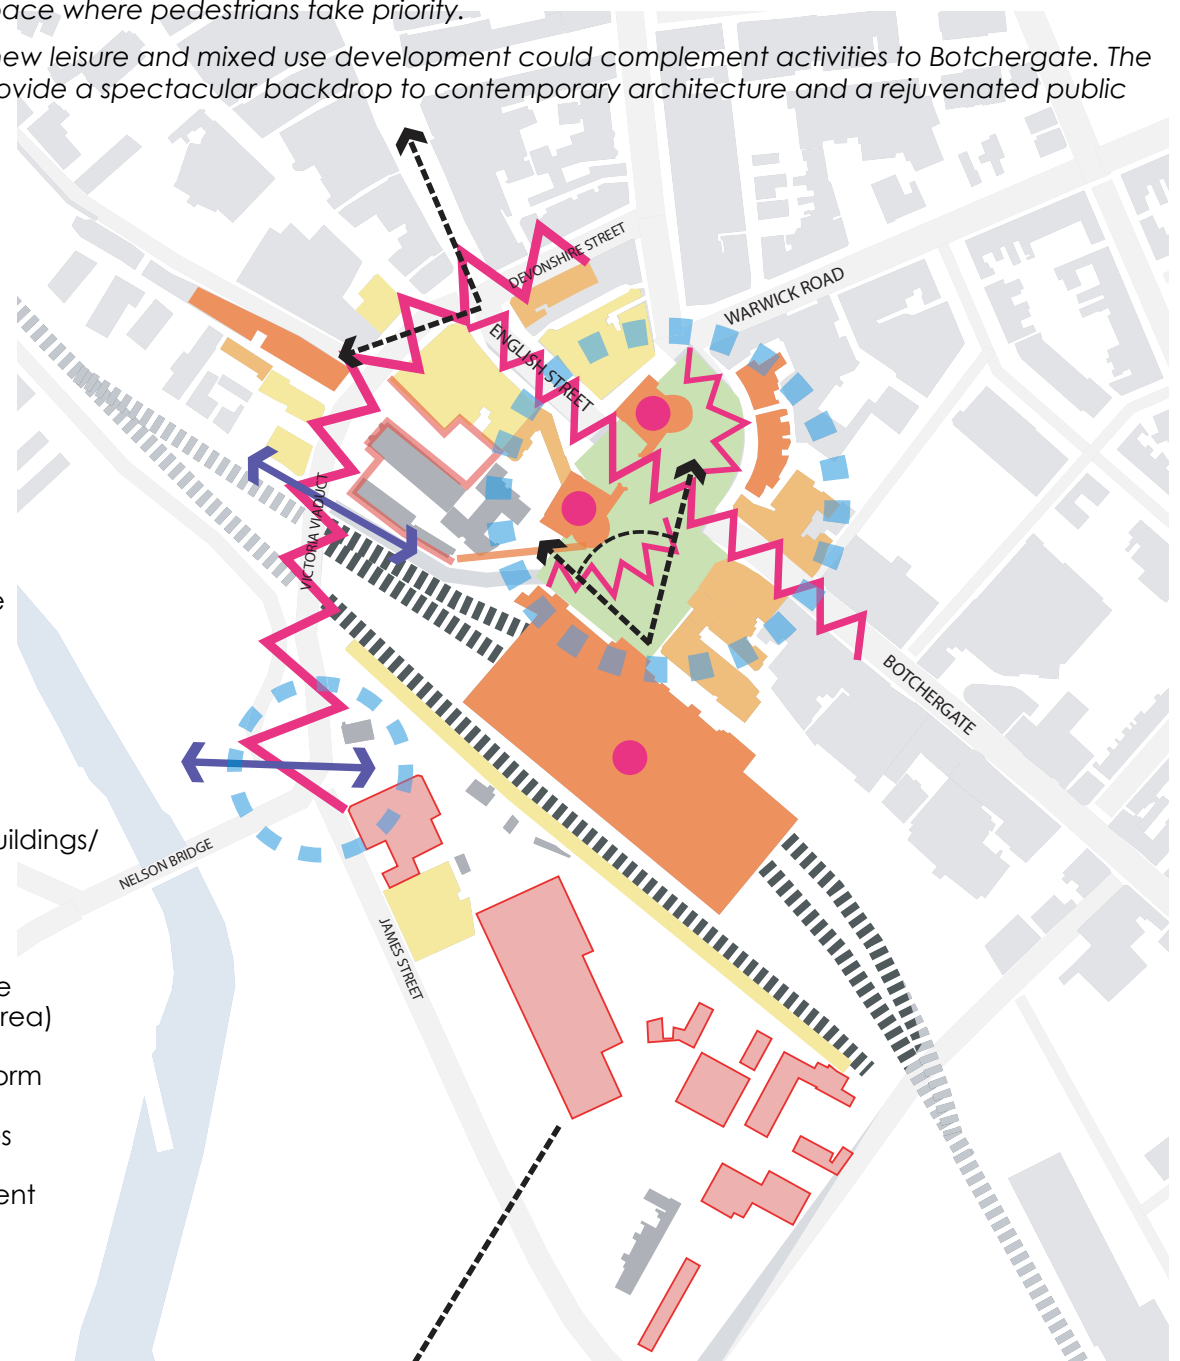 ace where pedestrians take priority.
new leisure and mixed use development could complement activities to Botchergate. The
ovide a spectacular backdrop to contemporary architecture and a rejuvenated public
DEVONSHIRE STREET
WARWICK ROAD
ENGLISH STREET
VICTORIA VIADUCT
e
BOTCHERGATE
uildings/
NELSON BRIDGE
JAMES STREET
e
rea)
orm
s
ent